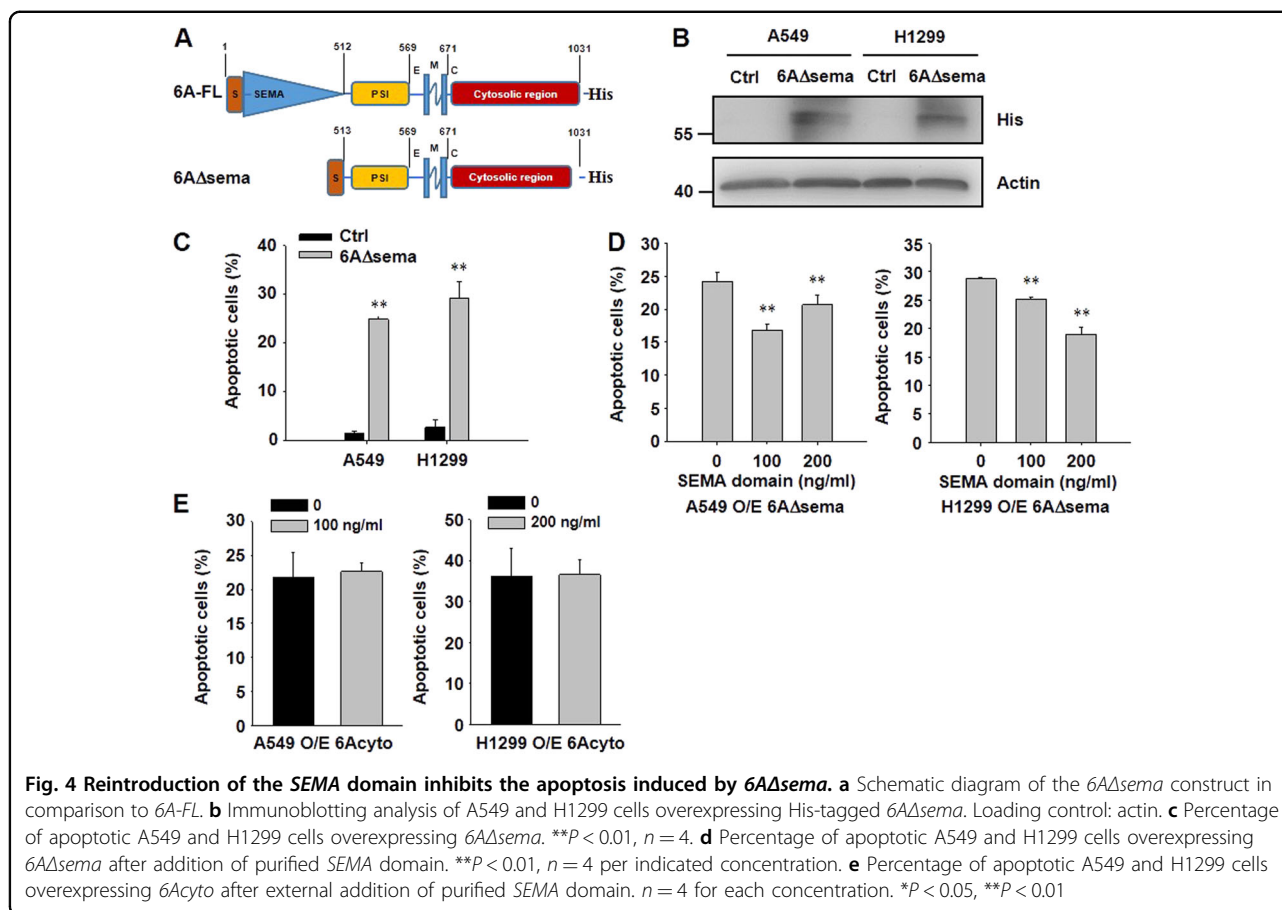 A
1 512 569 671 1031
E M C
6A-FL S SEMA PSI Cytosolic region His
513 569 671 1031
E M C
6AΔsema S PSI Cytosolic region His
B
A549 H1299
Ctrl 6AΔsema Ctrl 6AΔsema
His
55
Actin
40
C
Ctrl
6AΔsema
Apoptotic cells (%)
40
30
20
10
0
** **
A549 H1299
D
Apoptotic cells (%)
30
25
20
15
10
5
0
** **
0 100 200
SEMA domain (ng/ml)
A549 O/E 6AΔsema
Apoptotic cells (%)
35
30
25
20
15
10
5
0
** **
0 100 200
SEMA domain (ng/ml)
H1299 O/E 6AΔsema
E
0
100 ng/ml
Apoptotic cells (%)
30
25
20
15
10
5
0
A549 O/E 6Acyto
0
200 ng/ml
Apoptotic cells (%)
50
40
30
20
10
0
H1299 O/E 6Acyto
Fig. 4 Reintroduction of the SEMA domain inhibits the apoptosis induced by 6AΔsema. a Schematic diagram of the 6AΔsema construct in
comparison to 6A-FL. b Immunoblotting analysis of A549 and H1299 cells overexpressing His-tagged 6AΔsema. Loading control: actin. c Percentage
of apoptotic A549 and H1299 cells overexpressing 6AΔsema. **P < 0.01, n = 4. d Percentage of apoptotic A549 and H1299 cells overexpressing
6AΔsema after addition of purified SEMA domain. **P < 0.01, n = 4 per indicated concentration. e Percentage of apoptotic A549 and H1299 cells
overexpressing 6Acyto after external addition of purified SEMA domain. n = 4 for each concentration. *P < 0.05, **P < 0.01